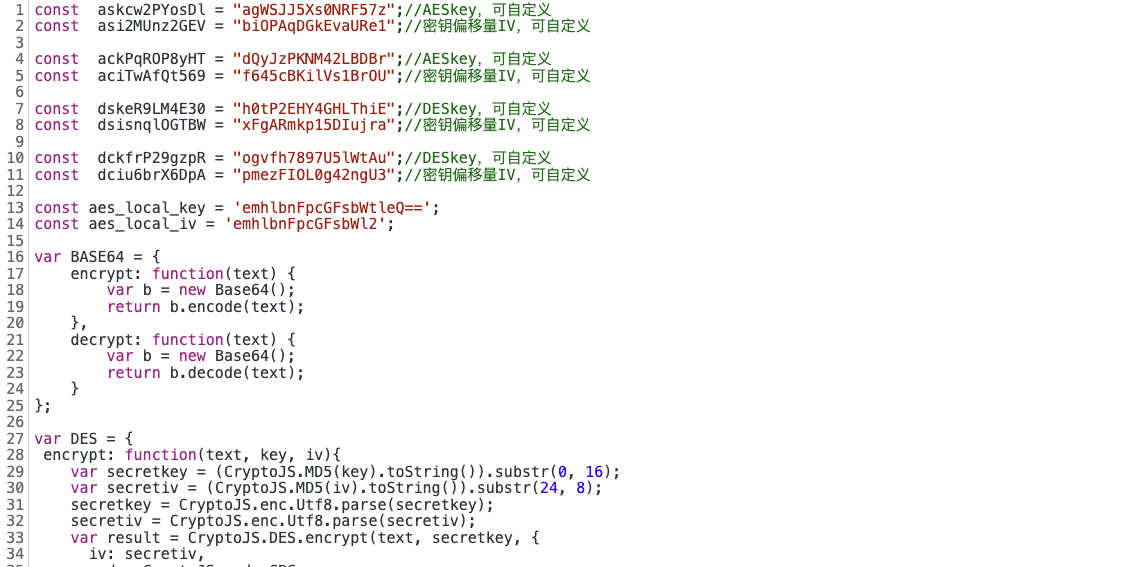 1 const  askcw2PYosDl = "agWSJJ5Xs0NRF57z";//AESkey, 可自定义
2 const  asi2MUnz2GEV = "biOPAqDGkEvaURe1";//密钥偏移量IV, 可自定义
3
4 const  ackPqROP8yHT = "dQyJzPKNM42LBDBr";//AESkey, 可自定义
5 const  aciTwAfQt569 = "f645cBKilVs1BrOU";//密钥偏移量IV, 可自定义
6
7 const  dskeR9LM4E30 = "h0tP2EHY4GHLThiE";//DESkey, 可自定义
8 const  dsisnqlOGTBW = "xFgARmkp15DIujra";//密钥偏移量IV, 可自定义
9
10 const  dckfrP29gzpR = "ogvfh7897U5lWtAu";//DESkey, 可自定义
11 const  dciu6brX6DpA = "pmezFIOL0g42ngU3";//密钥偏移量IV, 可自定义
12
13 const aes_local_key = 'emhlbnFpcGFsbWtleQ==';
14 const aes_local_iv = 'emhlbnFpcGFsbWl2';
15
16 var BASE64 = {
17     encrypt: function(text) {
18         var b = new Base64();
19         return b.encode(text);
20     },
21     decrypt: function(text) {
22         var b = new Base64();
23         return b.decode(text);
24     }
25 };
26
27 var DES = {
28  encrypt: function(text, key, iv){
29     var secretkey = (CryptoJS.MD5(key).toString()).substr(0, 16);
30     var secretiv = (CryptoJS.MD5(iv).toString()).substr(24, 8);
31     secretkey = CryptoJS.enc.Utf8.parse(secretkey);
32     secretiv = CryptoJS.enc.Utf8.parse(secretiv);
33     var result = CryptoJS.DES.encrypt(text, secretkey, {
34       iv: secretiv,